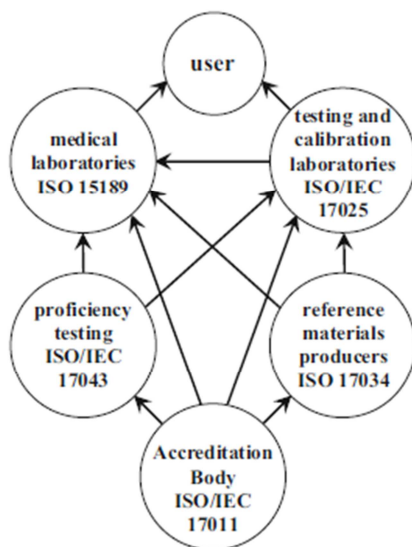 user
medical
laboratories
ISO 15189
testing and
calibration
laboratories
ISO/IEC
17025
proficiency
testing
ISO/IEC
17043
reference
materials
producers
ISO 17034
Accreditation
Body
ISO/IEC
17011